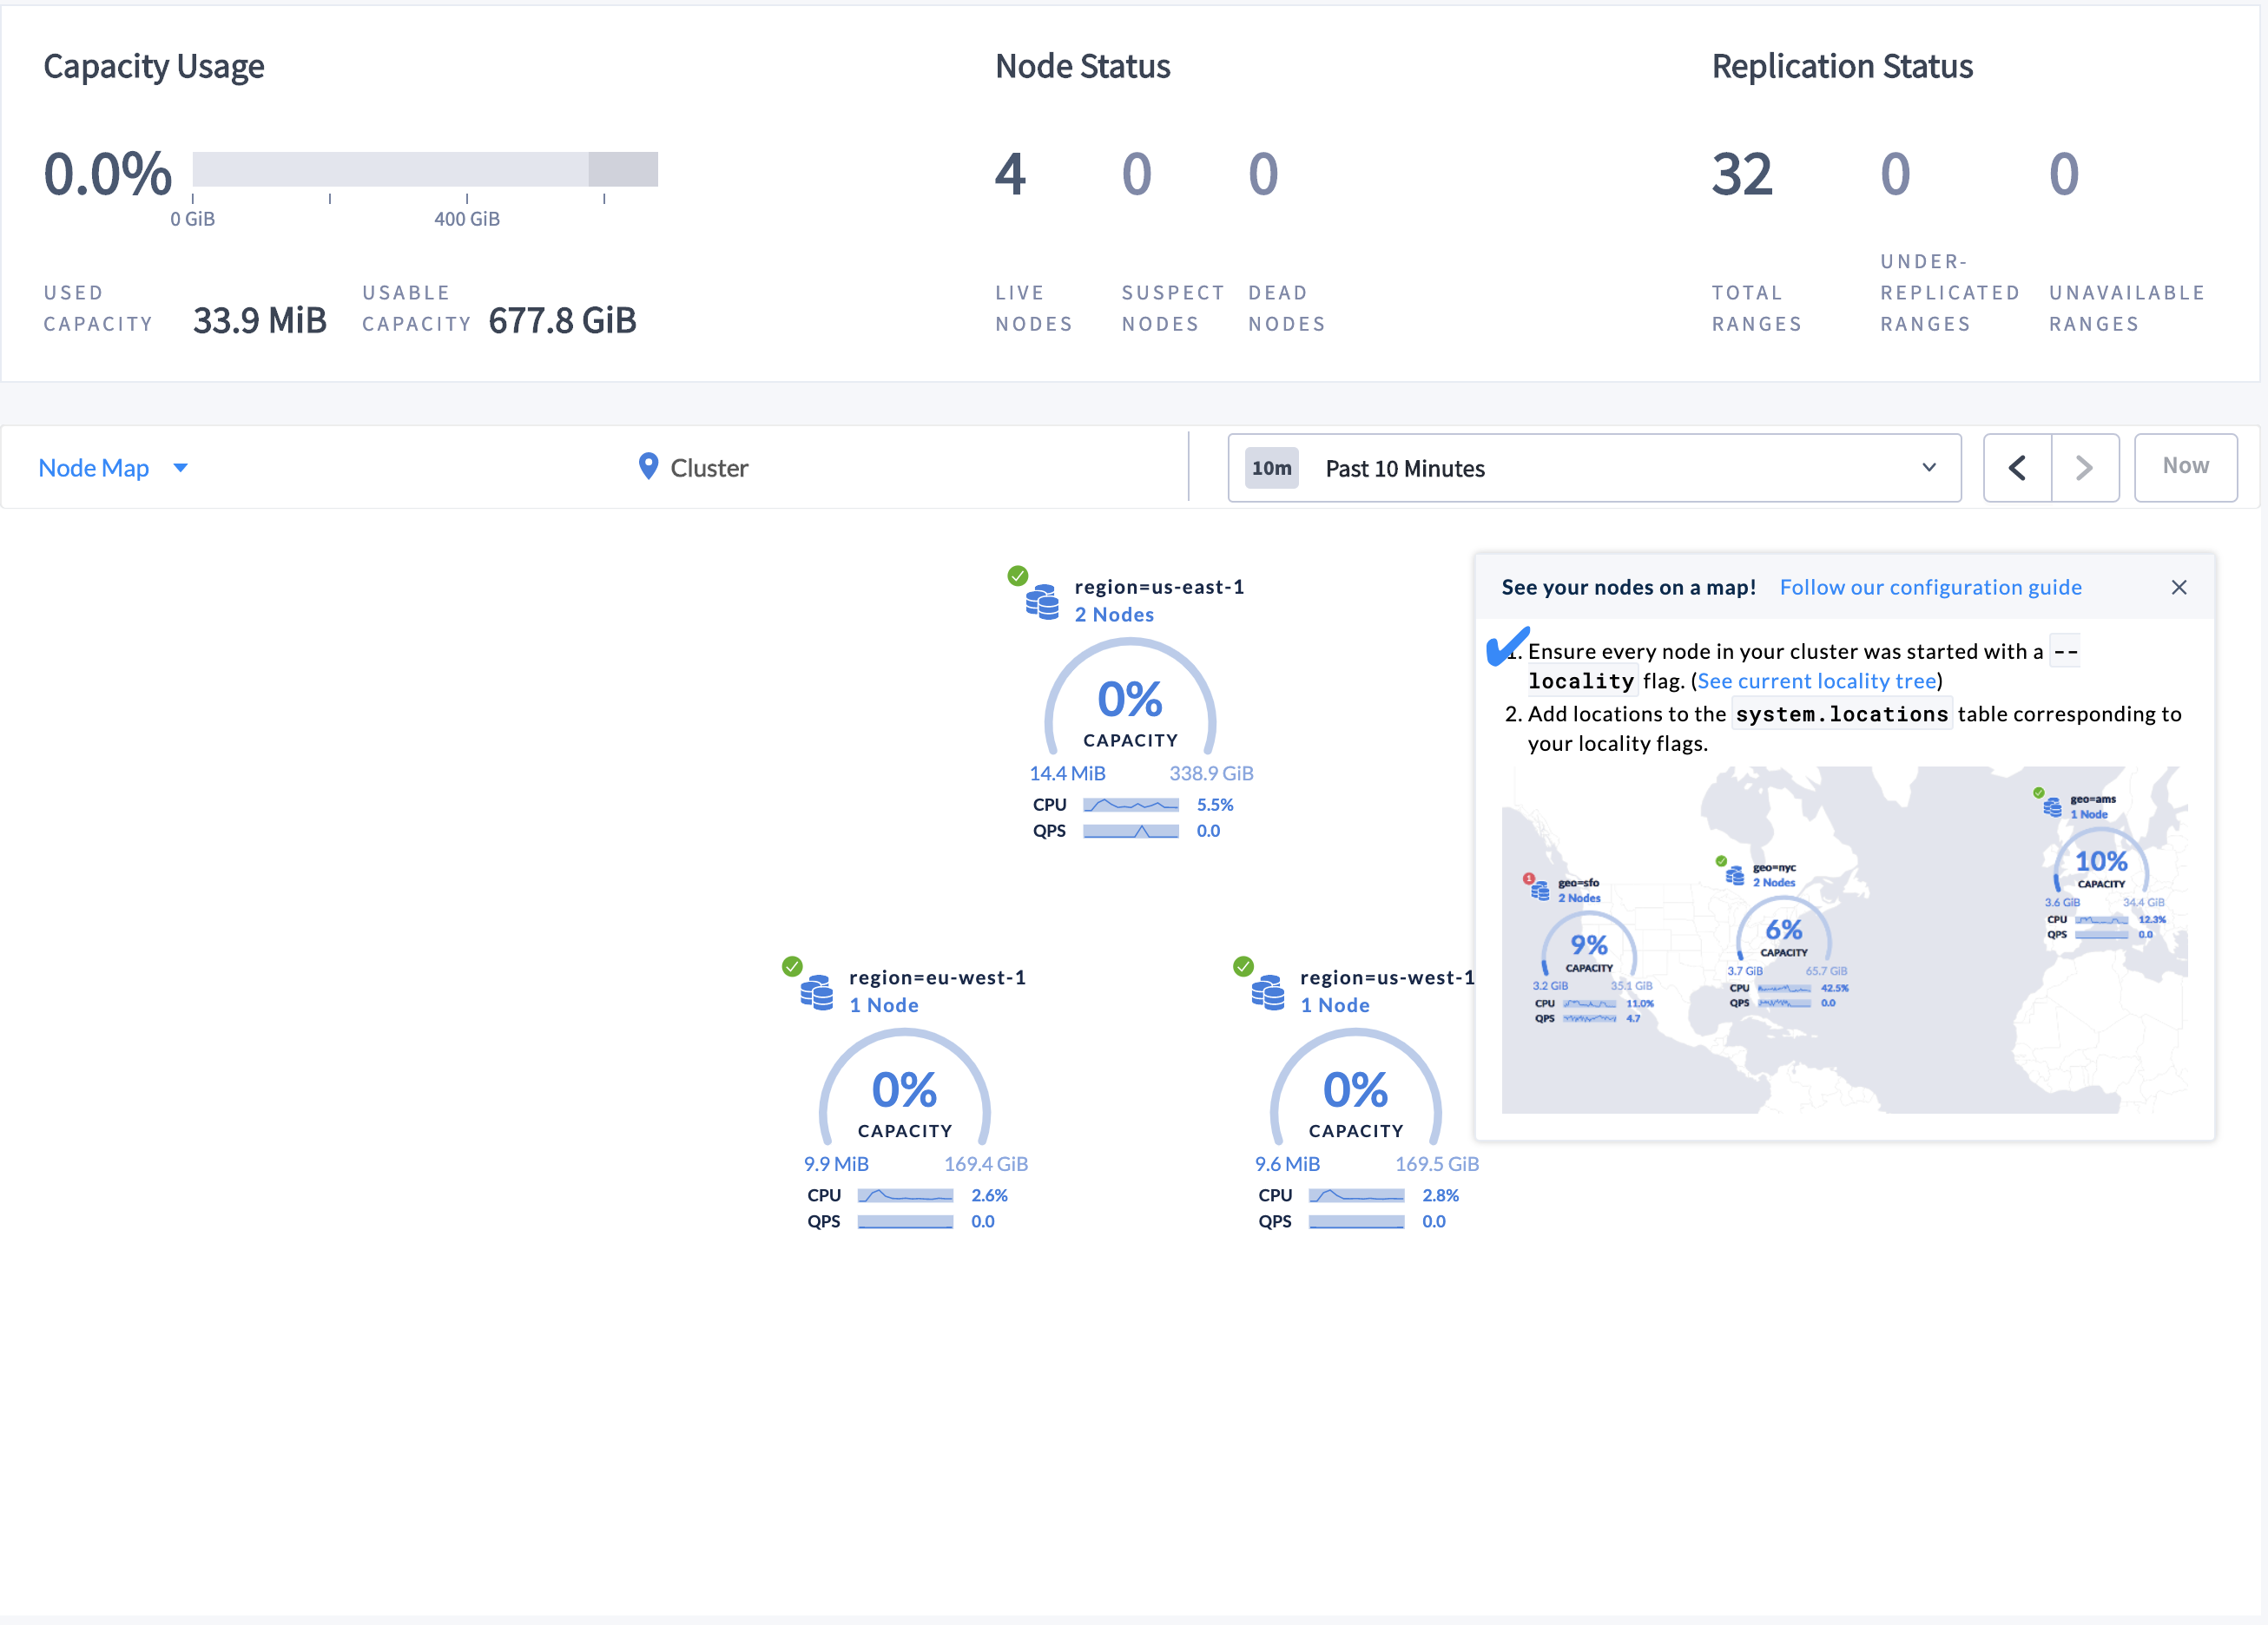 Capacity Usage
0.0%
0 GiB
400 GiB
USED
CAPACITY
33.9 MiB
USABLE
CAPACITY
677.8 GiB
Node Status
4
0
0
LIVE
NODES
SUSPECT
NODES
DEAD
NODES
Replication Status
32
0
0
TOTAL
RANGES
UNDER-
REPLICATED
RANGES
UNAVAILABLE
RANGES
Node Map
Cluster
10m
Past 10 Minutes
Now
region=us-east-1
2 Nodes
0%
CAPACITY
14.4 MiB
338.9 GiB
CPU
5.5%
QPS
0.0
region=eu-west-1
1 Node
0%
CAPACITY
9.9 MiB
169.4 GiB
CPU
2.6%
QPS
0.0
region=us-west-1
1 Node
0%
CAPACITY
9.6 MiB
169.5 GiB
CPU
2.8%
QPS
0.0
See your nodes on a map!
Follow our configuration guide
1. Ensure every node in your cluster was started with a --
locality flag. (See current locality tree)
2. Add locations to the system.locations table corresponding to
your locality flags.
geo=sfo
2 Nodes
1
9%
CAPACITY
3.2 GiB
35.1 GiB
CPU
11.0%
QPS
4.7
geo=nyc
2 Nodes
6%
CAPACITY
3.7 GiB
65.7 GiB
CPU
42.5%
QPS
0.0
geo=ams
1 Node
10%
CAPACITY
3.6 GiB
34.4 GiB
CPU
12.3%
QPS
0.0